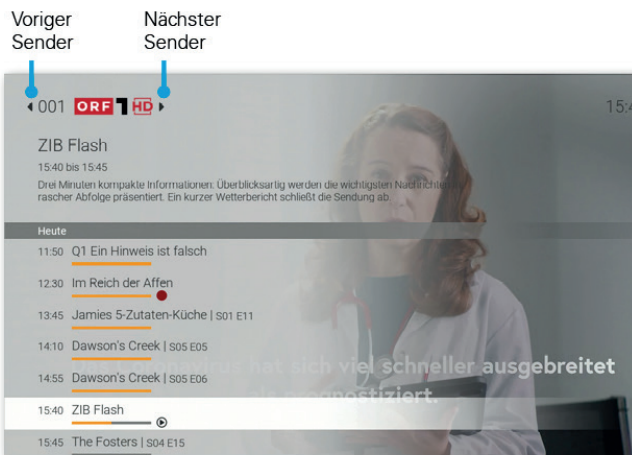 Voriger Sender
Nächster Sender
001 ORF 1 HD
15:4
ZIB Flash
15:40 bis 15:45
Drei Minuten kompakte Informationen: Überblicksartig werden die wichtigsten Nachrichten
rascher Abfolge präsentiert. Ein kurzer Wetterbericht schließt die Sendung ab.
Heute
11:50 Q1 Ein Hinweis ist falsch
12:30 Im Reich der Affen
13:45 Jamies 5-Zutaten-Küche | S01 E11
14:10 Dawson's Creek | S05 E05
Das Coronavirus hat sich viel schneller ausgebreitet
14:55 Dawson's Creek | S05 E06
als prognostiziert.
15:40 ZIB Flash
15:45 The Fosters | S04 E15